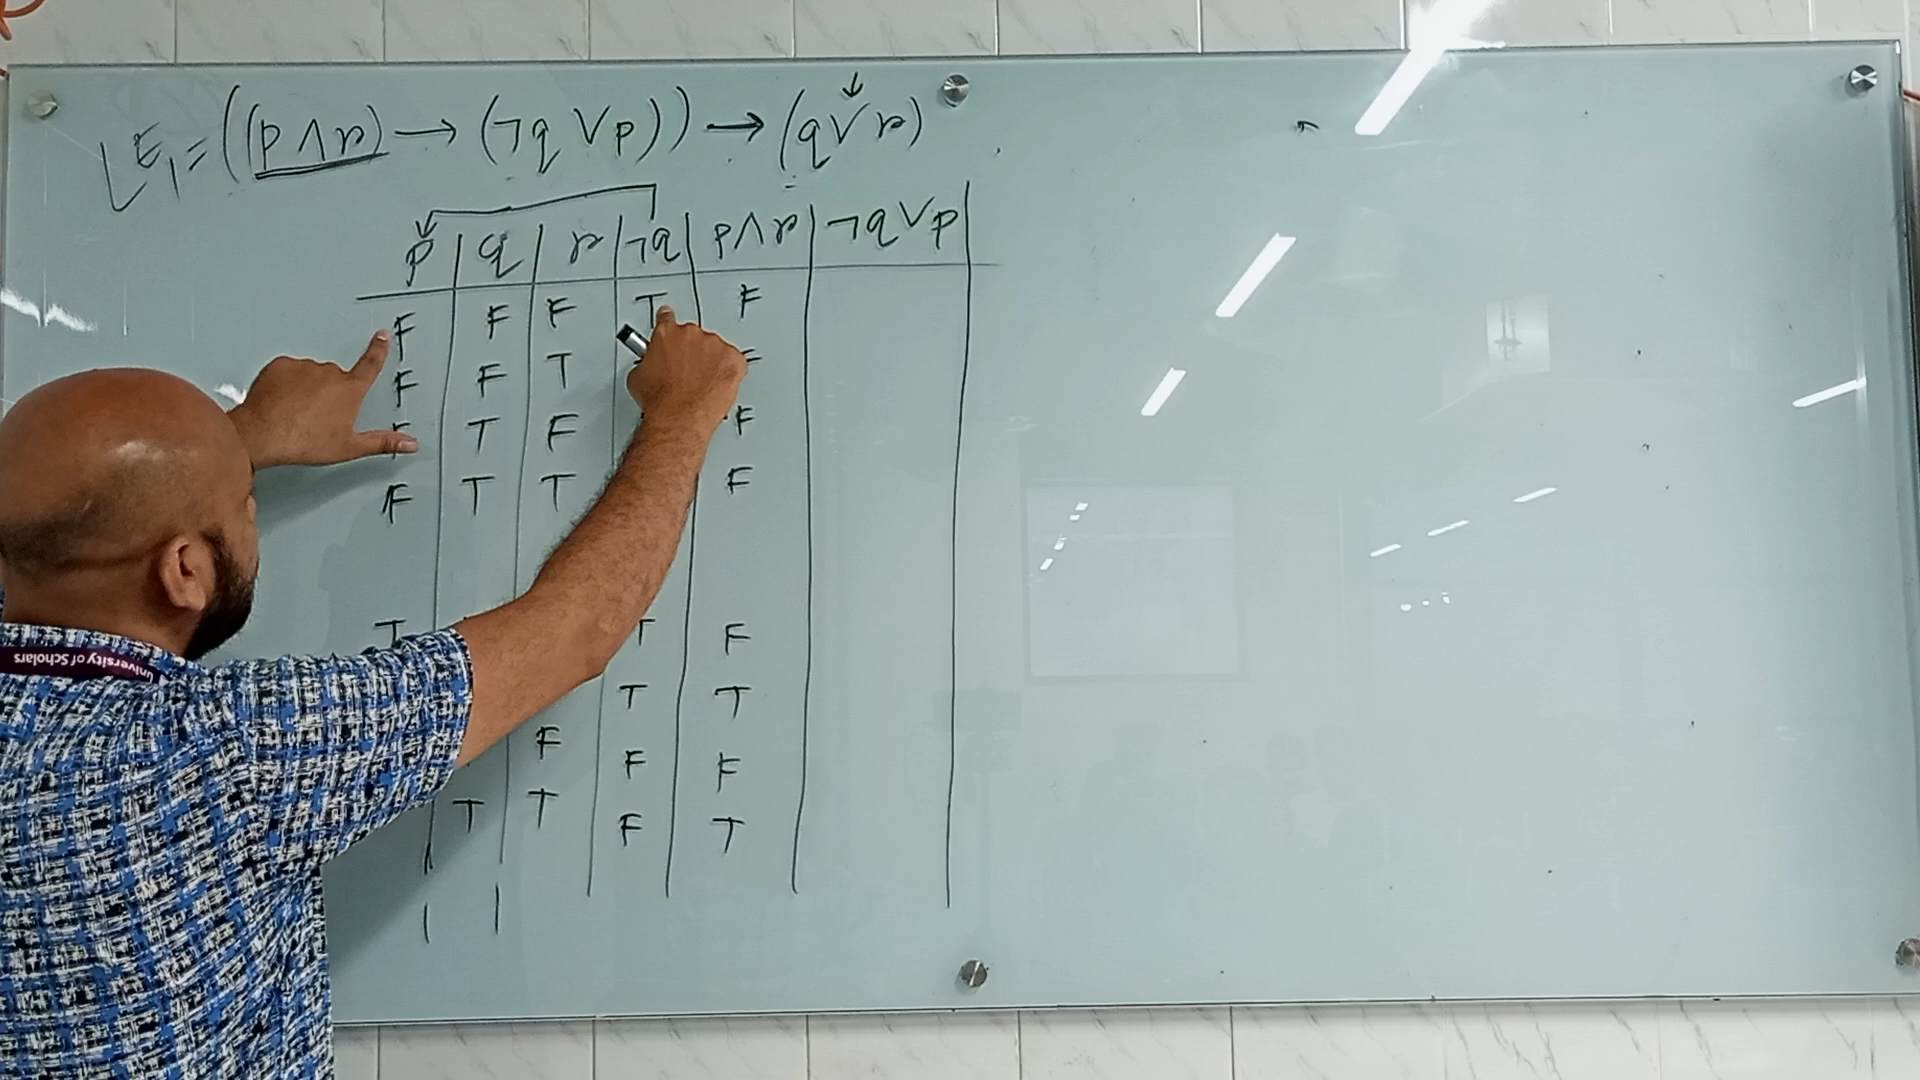 LE₁ = ((p ∧ r) → (¬q ∨ p)) → (q ∨ r)
p q r ¬q p∧r ¬q∨p
F F F T F
F F T F
F T F F
F T T F
T T F
T T
F F F
T T F T
University of Scholars